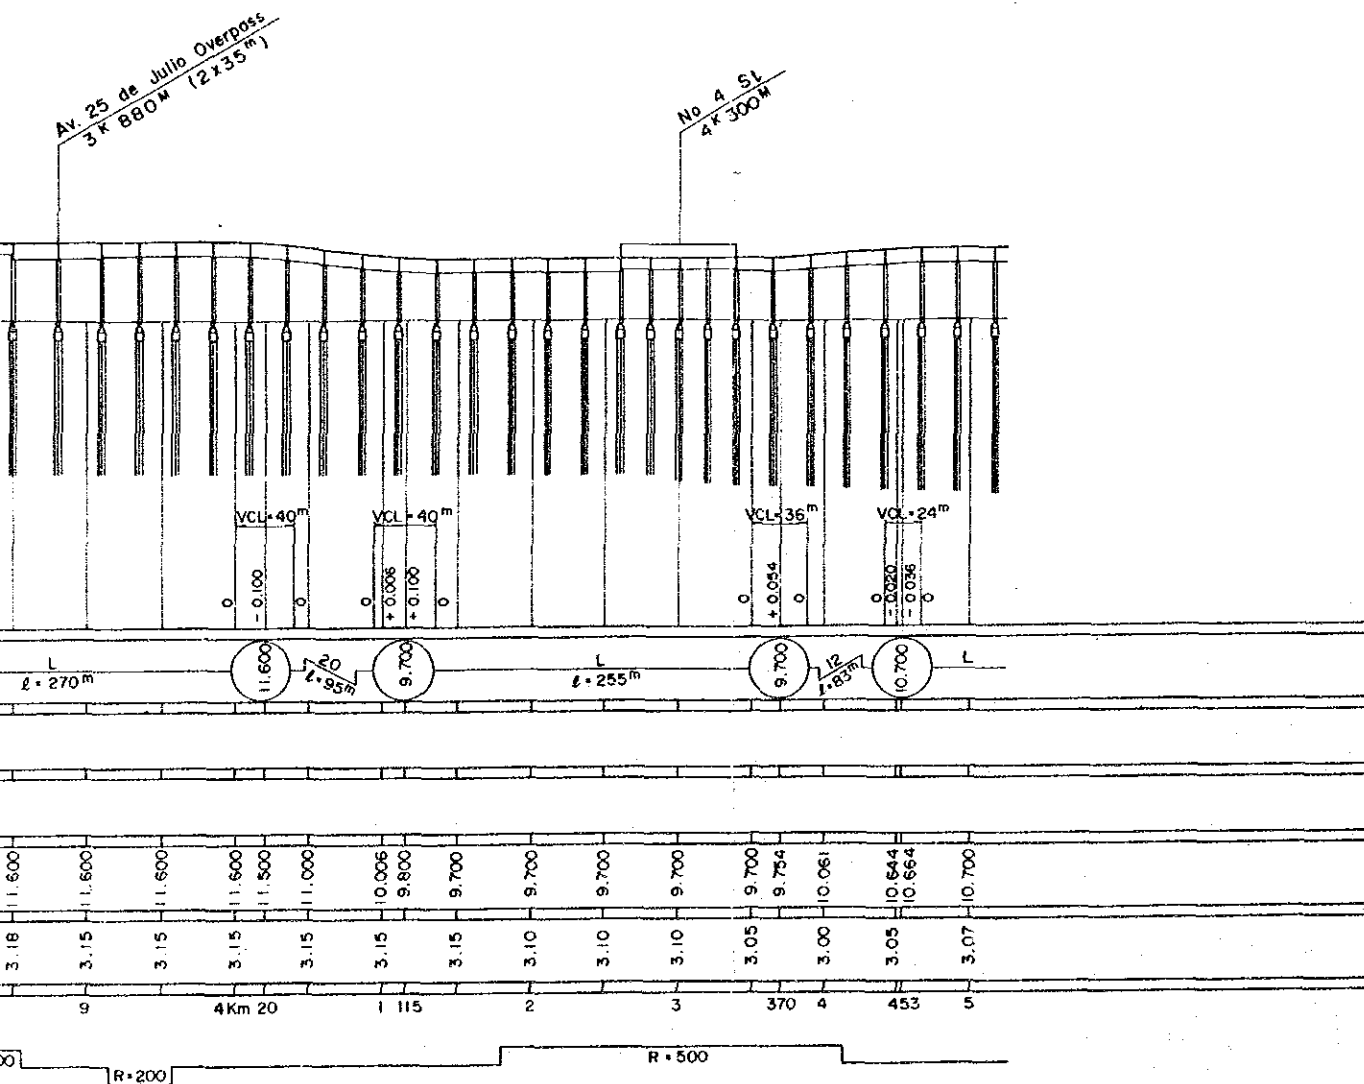 Av. 25 de Julio Overpass
3K 880M (2x35m)
No 4 St.
4K 300M
VCL=40m VCL=40m VCL=36m VCL=24m
0 -0.100 0 0 +0.006 +0.100 0 0 +0.054 0 0 -0.020 -0.036 0
L 11.600 20 9.700 L 9.700 12 10.700 L
ℓ=270m ℓ=95m ℓ=255m ℓ=83m
11.600 11.600 11.600 11.600 11.500 11.000 10.006 9.800 9.700 9.700 9.700 9.700 9.700 9.754 10.061 10.644 10.664 10.700
3.18 3.15 3.15 3.15 3.15 3.15 3.15 3.10 3.10 3.10 3.05 3.00 3.05 3.07
9 4Km 20 1 115 2 3 370 4 453 5
R=200 R=500